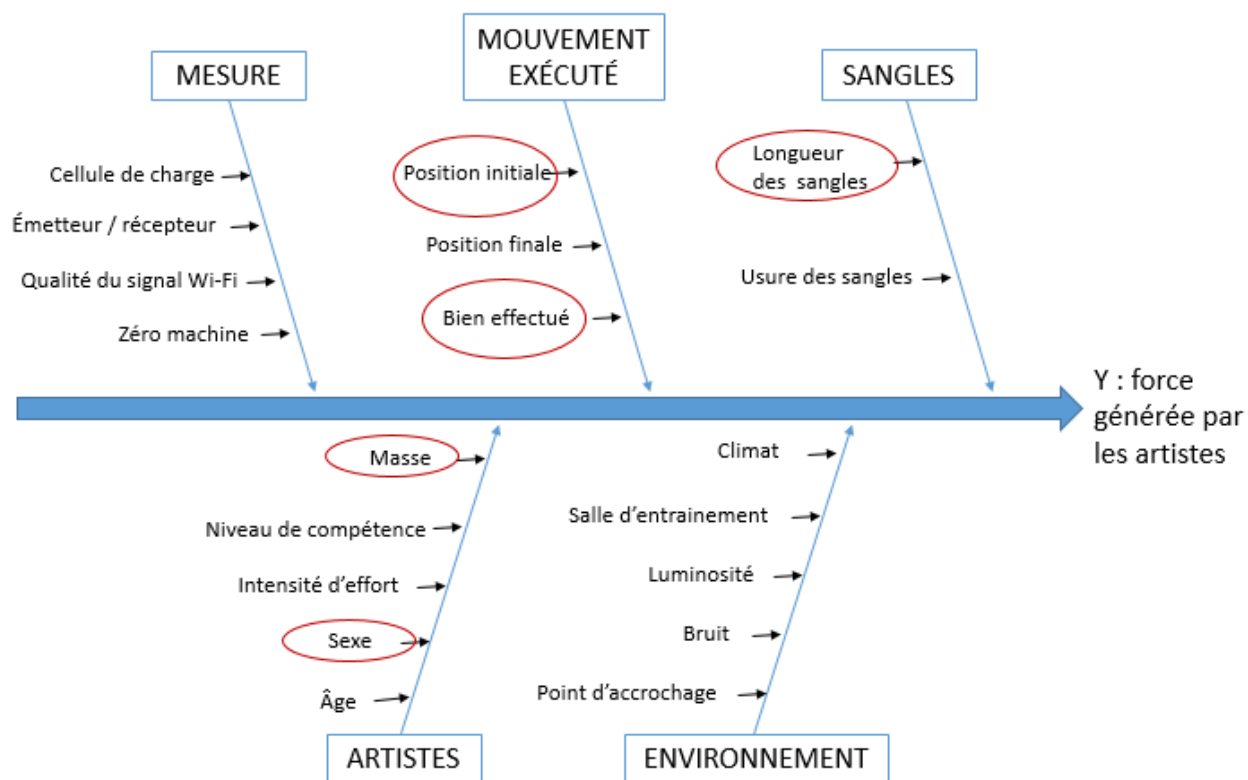 MESURE
MOUVEMENT
EXÉCUTÉ
SANGLES
Cellule de charge
Émetteur / récepteur
Qualité du signal Wi-Fi
Zéro machine
Position initiale
Position finale
Bien effectué
Longueur
des sangles
Usure des sangles
Y : force
générée par
les artistes
Masse
Niveau de compétence
Intensité d'effort
Sexe
Âge
Climat
Salle d'entrainement
Luminosité
Bruit
Point d'accrochage
ARTISTES
ENVIRONNEMENT